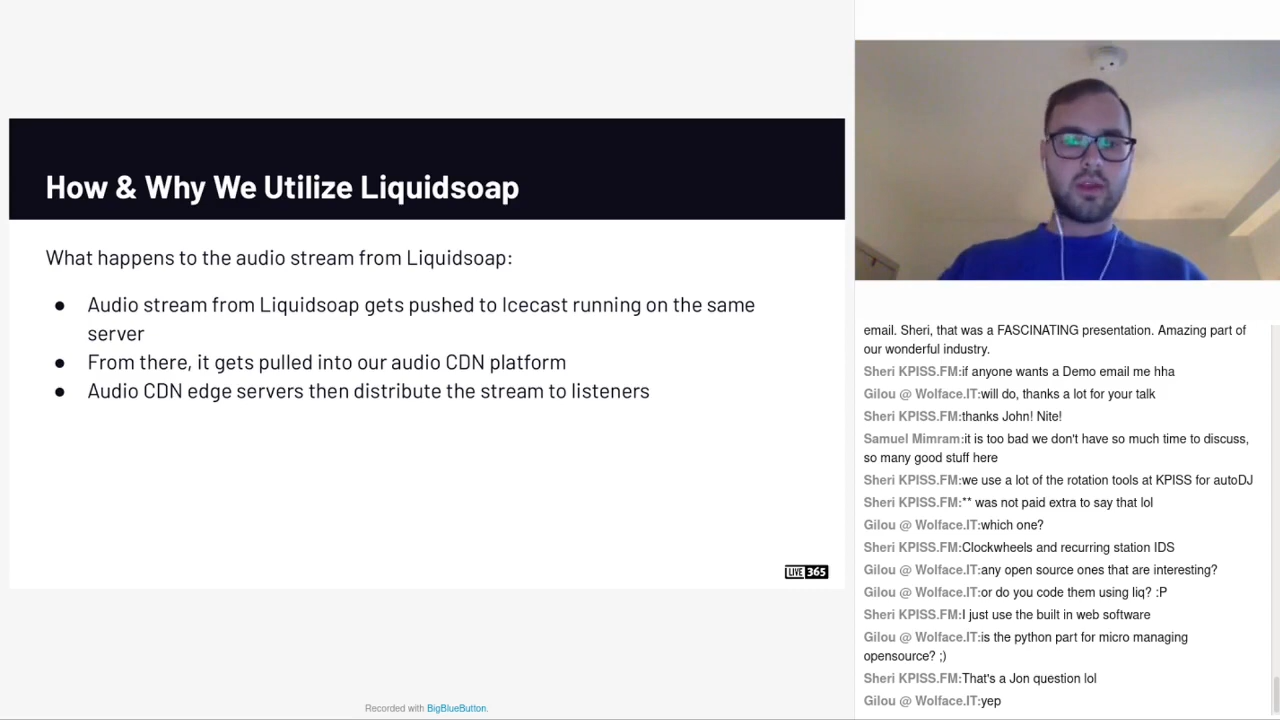 How & Why We Utilize Liquidsoap
What happens to the audio stream from Liquidsoap:
● Audio stream from Liquidsoap gets pushed to Icecast running on the same
server
● From there, it gets pulled into our audio CDN platform
● Audio CDN edge servers then distribute the stream to listeners
LIVE 365
Recorded with BigBlueButton.
email. Sheri, that was a FASCINATING presentation. Amazing part of
our wonderful industry.
Sheri KPISS.FM:if anyone wants a Demo email me hha
Gilou @ Wolface.IT:will do, thanks a lot for your talk
Sheri KPISS.FM:thanks John! Nite!
Samuel Mimram:it is too bad we don't have so much time to discuss,
so many good stuff here
Sheri KPISS.FM:we use a lot of the rotation tools at KPISS for autoDJ
Sheri KPISS.FM:** was not paid extra to say that lol
Gilou @ Wolface.IT:which one?
Sheri KPISS.FM:Clockwheels and recurring station IDS
Gilou @ Wolface.IT:any open source ones that are interesting?
Gilou @ Wolface.IT:or do you code them using liq? :P
Sheri KPISS.FM:I just use the built in web software
Gilou @ Wolface.IT:is the python part for micro managing
opensource? ;)
Sheri KPISS.FM:That's a Jon question lol
Gilou @ Wolface.IT:yep